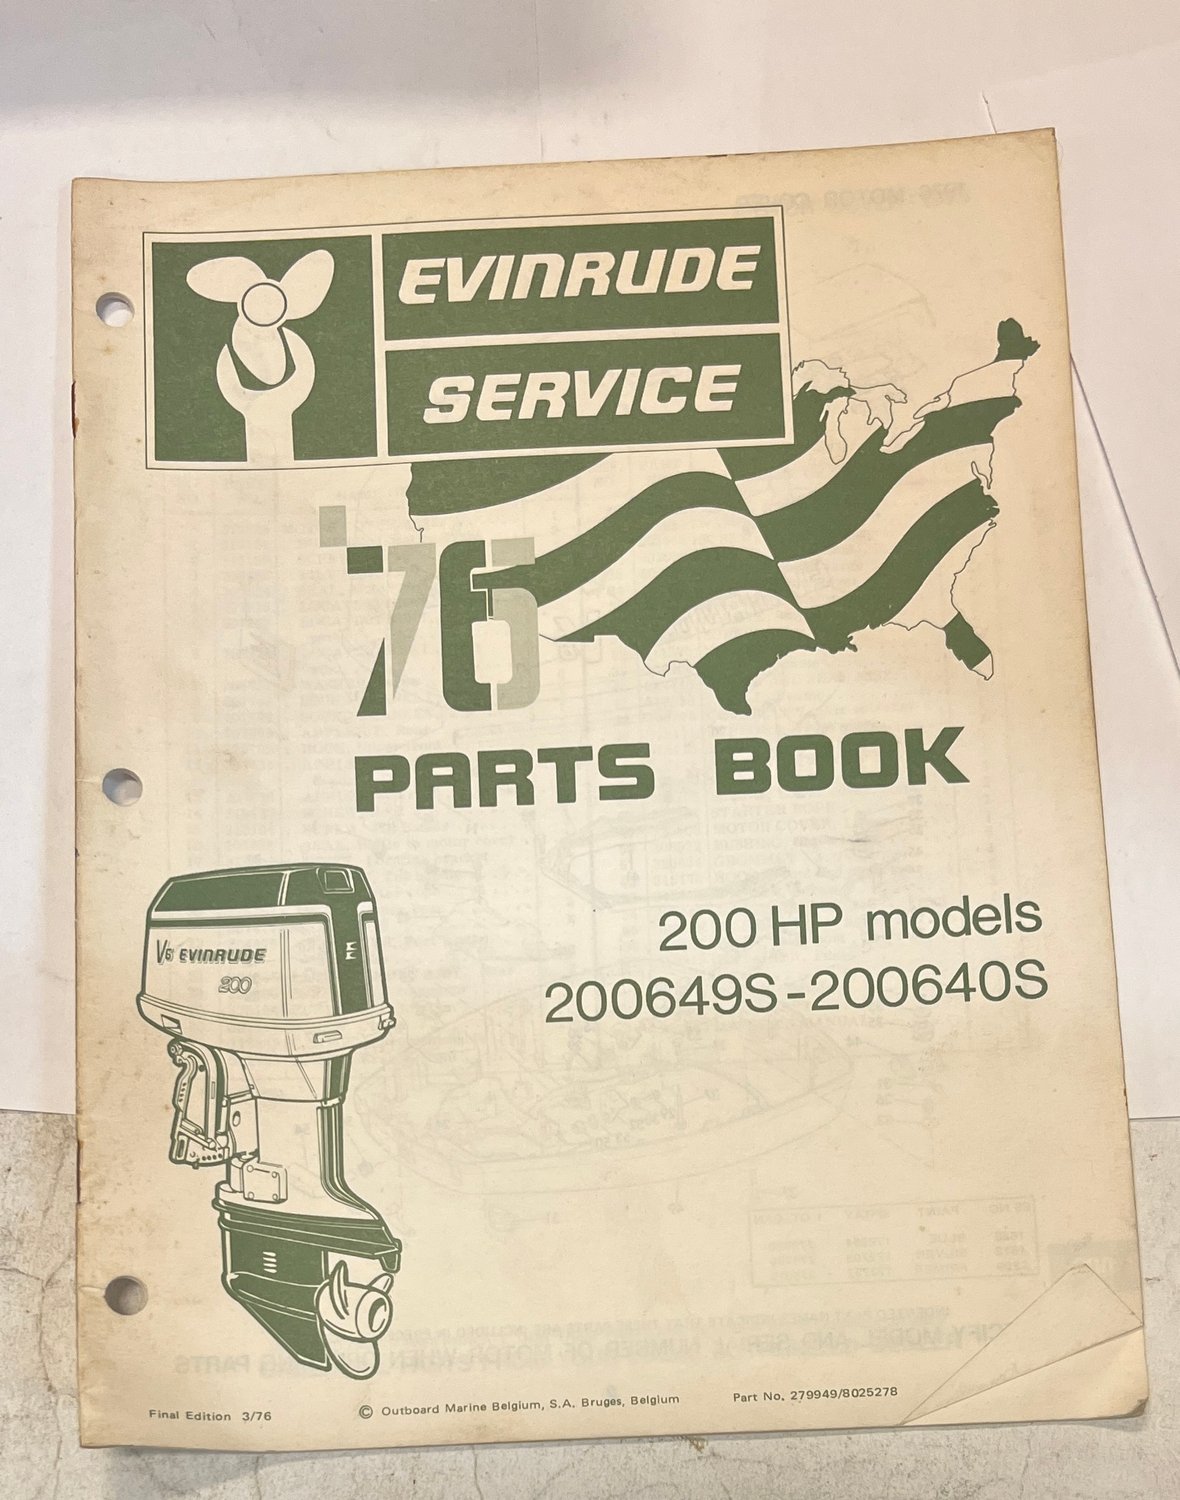 EVINRUDE
SERVICE
'76
PARTS BOOK
200 HP models
200649S-200640S
V6 EVINRUDE
200
Final Edition 3/76
© Outboard Marine Belgium, S.A. Bruges, Belgium
Part No. 279949/8025278